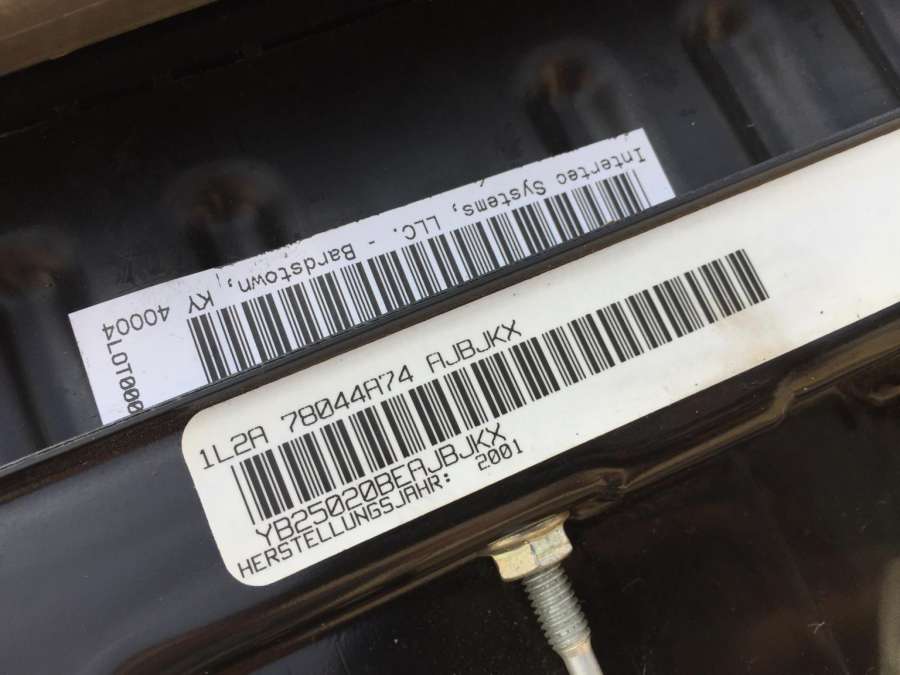 Intertec Systems, LLC. - Bardstown, KY 40004
LOT000
1L2A 78044A74 AJBJKX
YB25020BEAJBJKX
HERSTELLUNGSJAHR: 2001